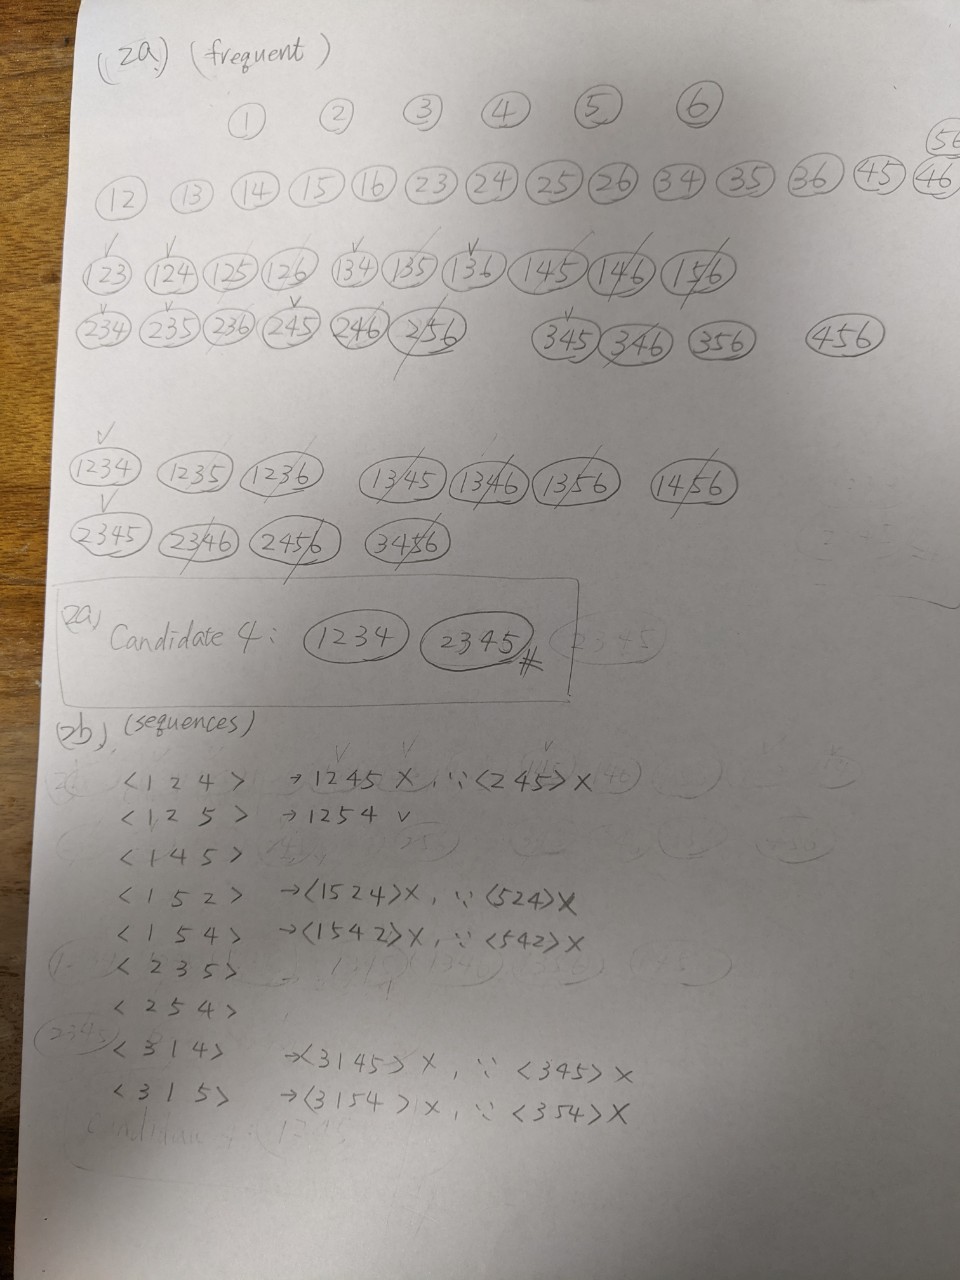 (2a) (frequent)
1 2 3 4 5 6
56
12 13 14 15 16 23 24 25 26 34 35 36 45 46
✓ ✓ ✓ ✓
123 124 125 126 134 135 136 145 146 156
✓ ✓ ✓ ✓
234 235 236 245 246 256 345 346 356 456
✓
1234 1235 1236 1345 1346 1356 1456
✓
2345 2346 2456 3456
2a)
Candidate 4: 1234 2345 #
2345
(2b) (sequences)
<1 2 4> → 1245 X, ∵ <245> X
<1 2 5> → 1254 ✓
<1 4 5>
<1 5 2> → <1524> X, ∵ <524> X
<1 5 4> → <1542> X, ∵ <542> X
<2 3 5>
<2 5 4>
<3 1 4> → <3145> X, ∵ <345> X
<3 1 5> → <3154> X, ∵ <354> X